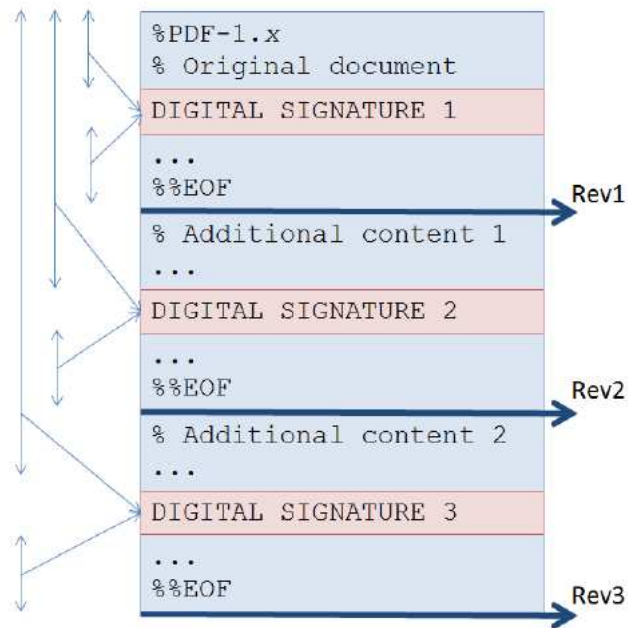 %PDF-1.x
% Original document
DIGITAL SIGNATURE 1
...
%%EOF
Rev1
% Additional content 1
...
DIGITAL SIGNATURE 2
...
%%EOF
Rev2
% Additional content 2
...
DIGITAL SIGNATURE 3
...
%%EOF
Rev3